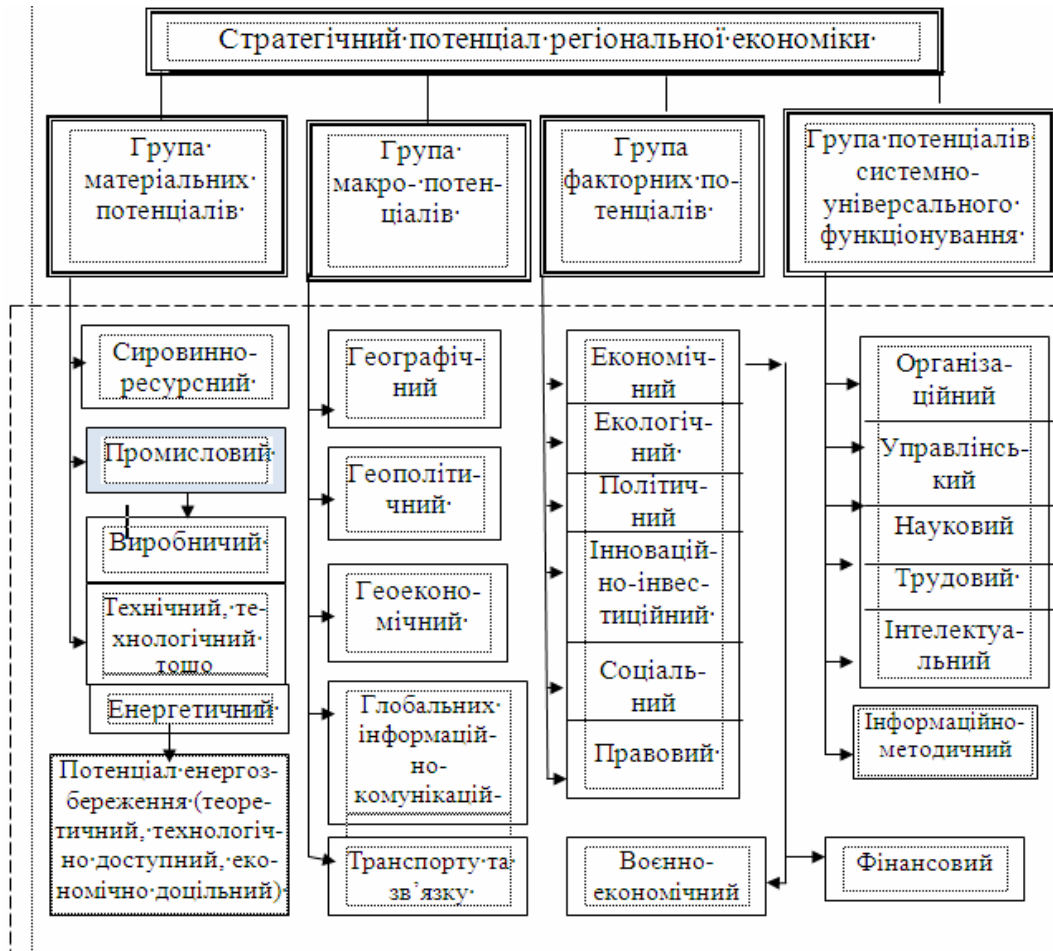 Стратегічний потенціал регіональної економіки
Група
матеріальних
потенціалів
Група
макро- потен-
ціалів
Група
факторних по-
тенціалів
Група потенціалів
системно-
універсального
функціонування
Сировинно-
ресурсний
Промисловий
Виробничий
Технічний, те-
хнологічний
тощо
Енергетичний
Потенціал енергоз-
береження (теоре-
тичний, технологіч-
но доступний, еко-
номічно доцільний)
Географіч-
ний
Геополіти-
чний
Геоеконо-
мічний
Глобальних
інформацій-
но-
комунікацій-
Транспорту та
зв’язку
Економіч-
ний
Екологіч-
ний
Політич-
ний
Інновацій-
но-інвес-
тиційний
Соціаль-
ний
Правовий
Воєнно-
економічний
Організа-
ційний
Управлінсь-
кий
Науковий
Трудовий
Інтелектуа-
льний
Інформаційно-
методичний
Фінансовий